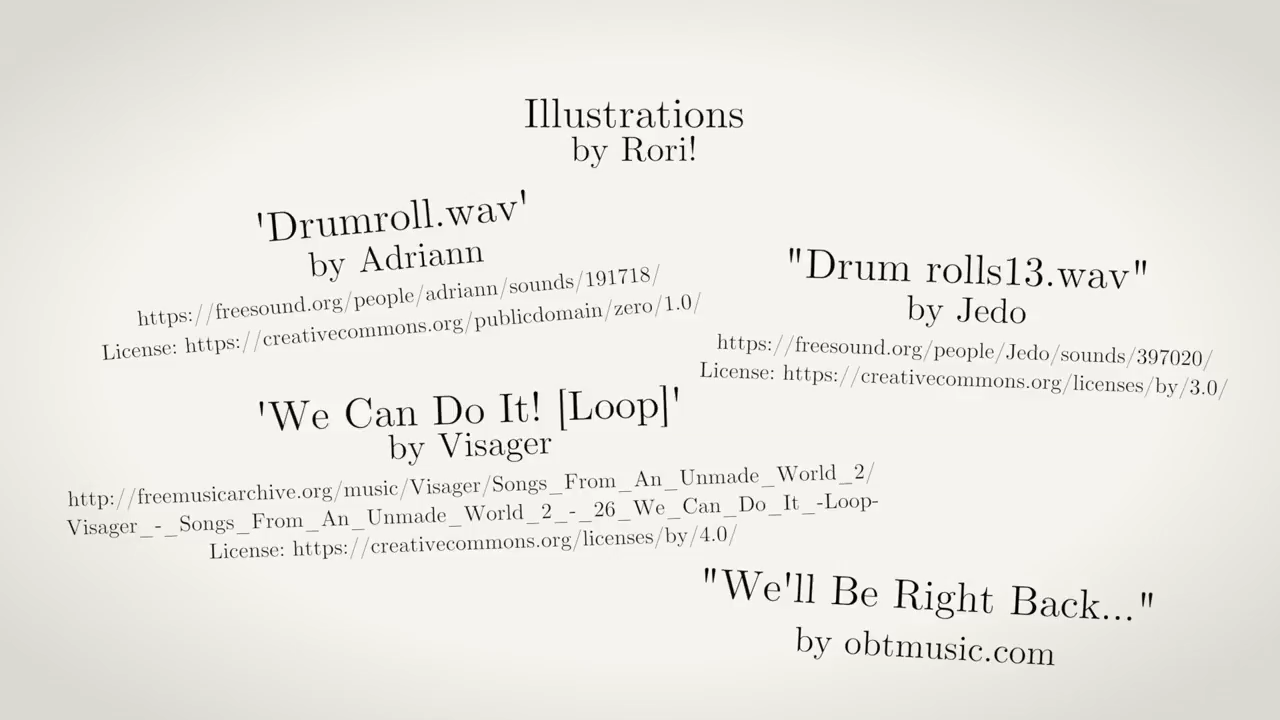 Illustrations
by Rori!
'Drumroll.wav'
by Adriann
https://freesound.org/people/adriann/sounds/191718/
License: https://creativecommons.org/publicdomain/zero/1.0/
"Drum rolls13.wav"
by Jedo
https://freesound.org/people/Jedo/sounds/397020/
License: https://creativecommons.org/licenses/by/3.0/
'We Can Do It! [Loop]'
by Visager
http://freemusicarchive.org/music/Visager/Songs_From_An_Unmade_World_2/
Visager_-_Songs_From_An_Unmade_World_2_-_26_We_Can_Do_It_-Loop-
License: https://creativecommons.org/licenses/by/4.0/
"We'll Be Right Back..."
by obtmusic.com